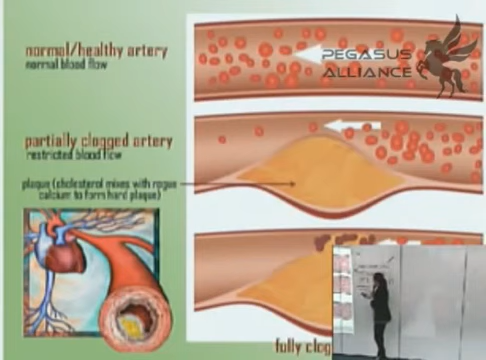 normal/healthy artery
normal blood flow
PEGASUS
ALLIANCE
partially clogged artery
restricted blood flow
plaque (cholesterol mixes with rogue
calcium to form hard plaque)
fully clog